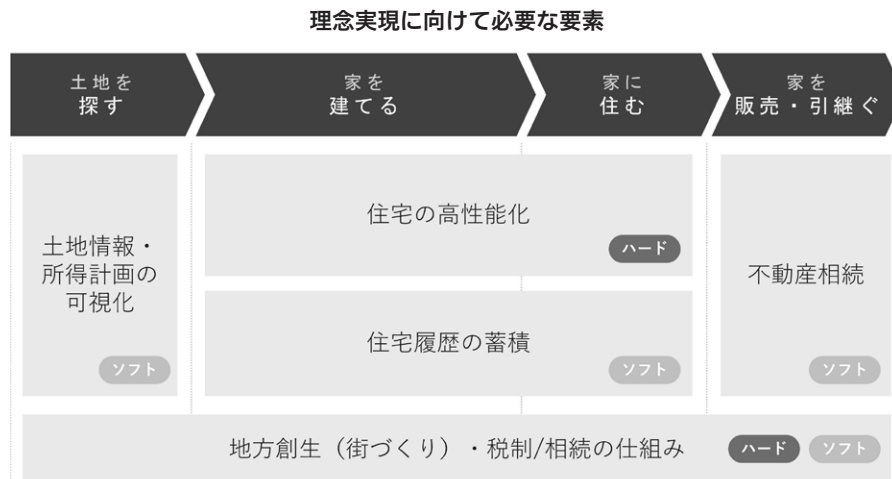 理念実現に向けて必要な要素
土地を
探す
家を
建てる
家に
住む
家を
販売・引継ぐ
土地情報・
所得計画の
可視化
ソフト
住宅の高性能化
ハード
住宅履歴の蓄積
ソフト
不動産相続
ソフト
地方創生（街づくり）・税制/相続の仕組み
ハード
ソフト